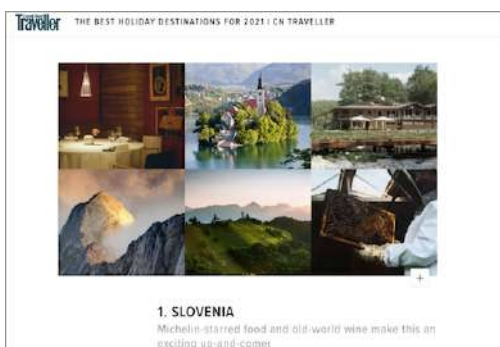 Traveller
THE BEST HOLIDAY DESTINATIONS FOR 2021 I CN TRAVELLER
1. SLOVENIA
Michelin-starred food and old-world wine make this an
exciting up-and-comer